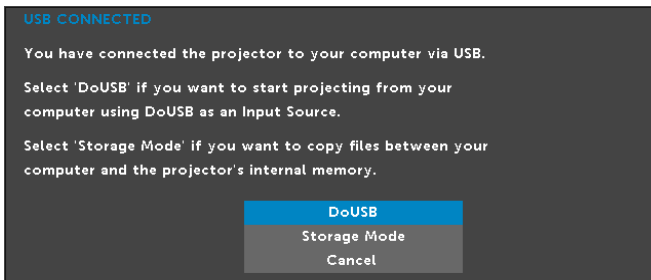 USB CONNECTED
You have connected the projector to your computer via USB.
Select 'DoUSB' if you want to start projecting from your
computer using DoUSB as an Input Source.
Select 'Storage Mode' if you want to copy files between your
computer and the projector's internal memory.
DoUSB
Storage Mode
Cancel